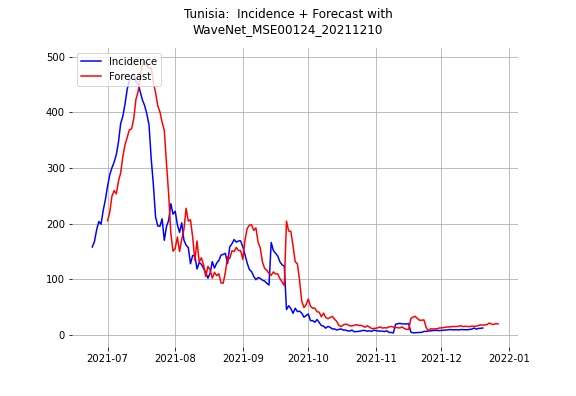 Tunisia:  Incidence + Forecast with
WaveNet_MSE00124_20211210
Incidence
Forecast
500
400
300
200
100
0
2021-07 2021-08 2021-09 2021-10 2021-11 2021-12 2022-01